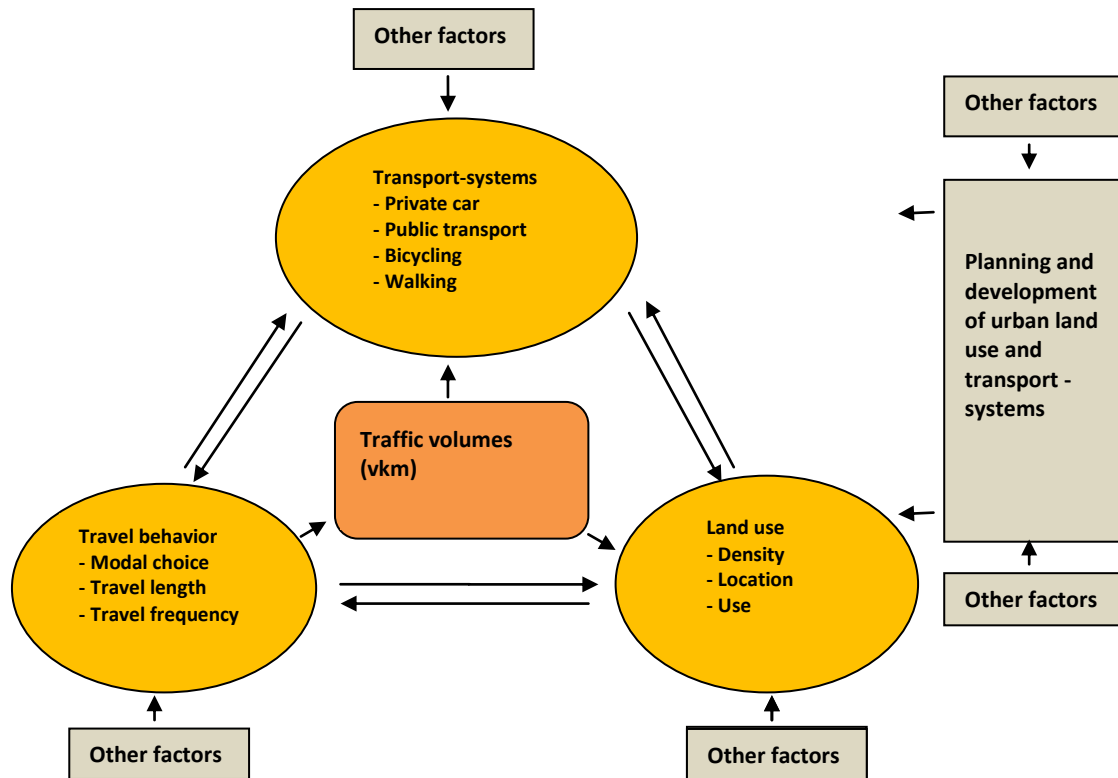 Other factors
Other factors
Transport-systems
- Private car
- Public transport
- Bicycling
- Walking
Planning and
development
of urban land
use and
transport -
systems
Traffic volumes
(vkm)
Travel behavior
- Modal choice
- Travel length
- Travel frequency
Land use
- Density
- Location
- Use
Other factors
Other factors
Other factors